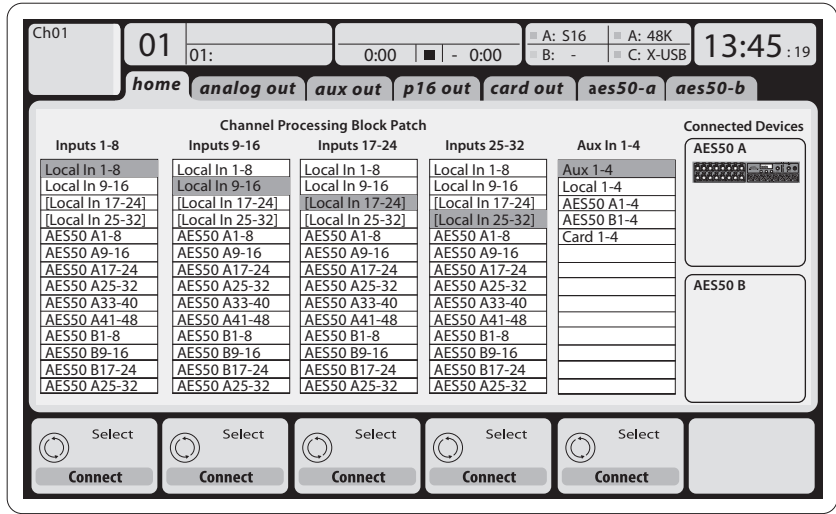 Ch01
01
01:
0:00 - 0:00
A: S16
B: -
A: 48K
C: X-USB
13:45:19
home
analog out
aux out
p16 out
card out
aes50-a
aes50-b
Channel Processing Block Patch
Inputs 1-8
Local In 1-8
Local In 9-16
[Local In 17-24]
[Local In 25-32]
AES50 A1-8
AES50 A9-16
AES50 A17-24
AES50 A25-32
AES50 A33-40
AES50 A41-48
AES50 B1-8
AES50 B9-16
AES50 B17-24
AES50 A25-32
Inputs 9-16
Local In 1-8
Local In 9-16
[Local In 17-24]
[Local In 25-32]
AES50 A1-8
AES50 A9-16
AES50 A17-24
AES50 A25-32
AES50 A33-40
AES50 A41-48
AES50 B1-8
AES50 B9-16
AES50 B17-24
AES50 A25-32
Inputs 17-24
Local In 1-8
Local In 9-16
[Local In 17-24]
[Local In 25-32]
AES50 A1-8
AES50 A9-16
AES50 A17-24
AES50 A25-32
AES50 A33-40
AES50 A41-48
AES50 B1-8
AES50 B9-16
AES50 B17-24
AES50 A25-32
Inputs 25-32
Local In 1-8
Local In 9-16
[Local In 17-24]
[Local In 25-32]
AES50 A1-8
AES50 A9-16
AES50 A17-24
AES50 A25-32
AES50 A33-40
AES50 A41-48
AES50 B1-8
AES50 B9-16
AES50 B17-24
AES50 A25-32
Aux In 1-4
Aux 1-4
Local 1-4
AES50 A1-4
AES50 B1-4
Card 1-4
Connected Devices
AES50 A
AES50 B
Select
Connect
Select
Connect
Select
Connect
Select
Connect
Select
Connect